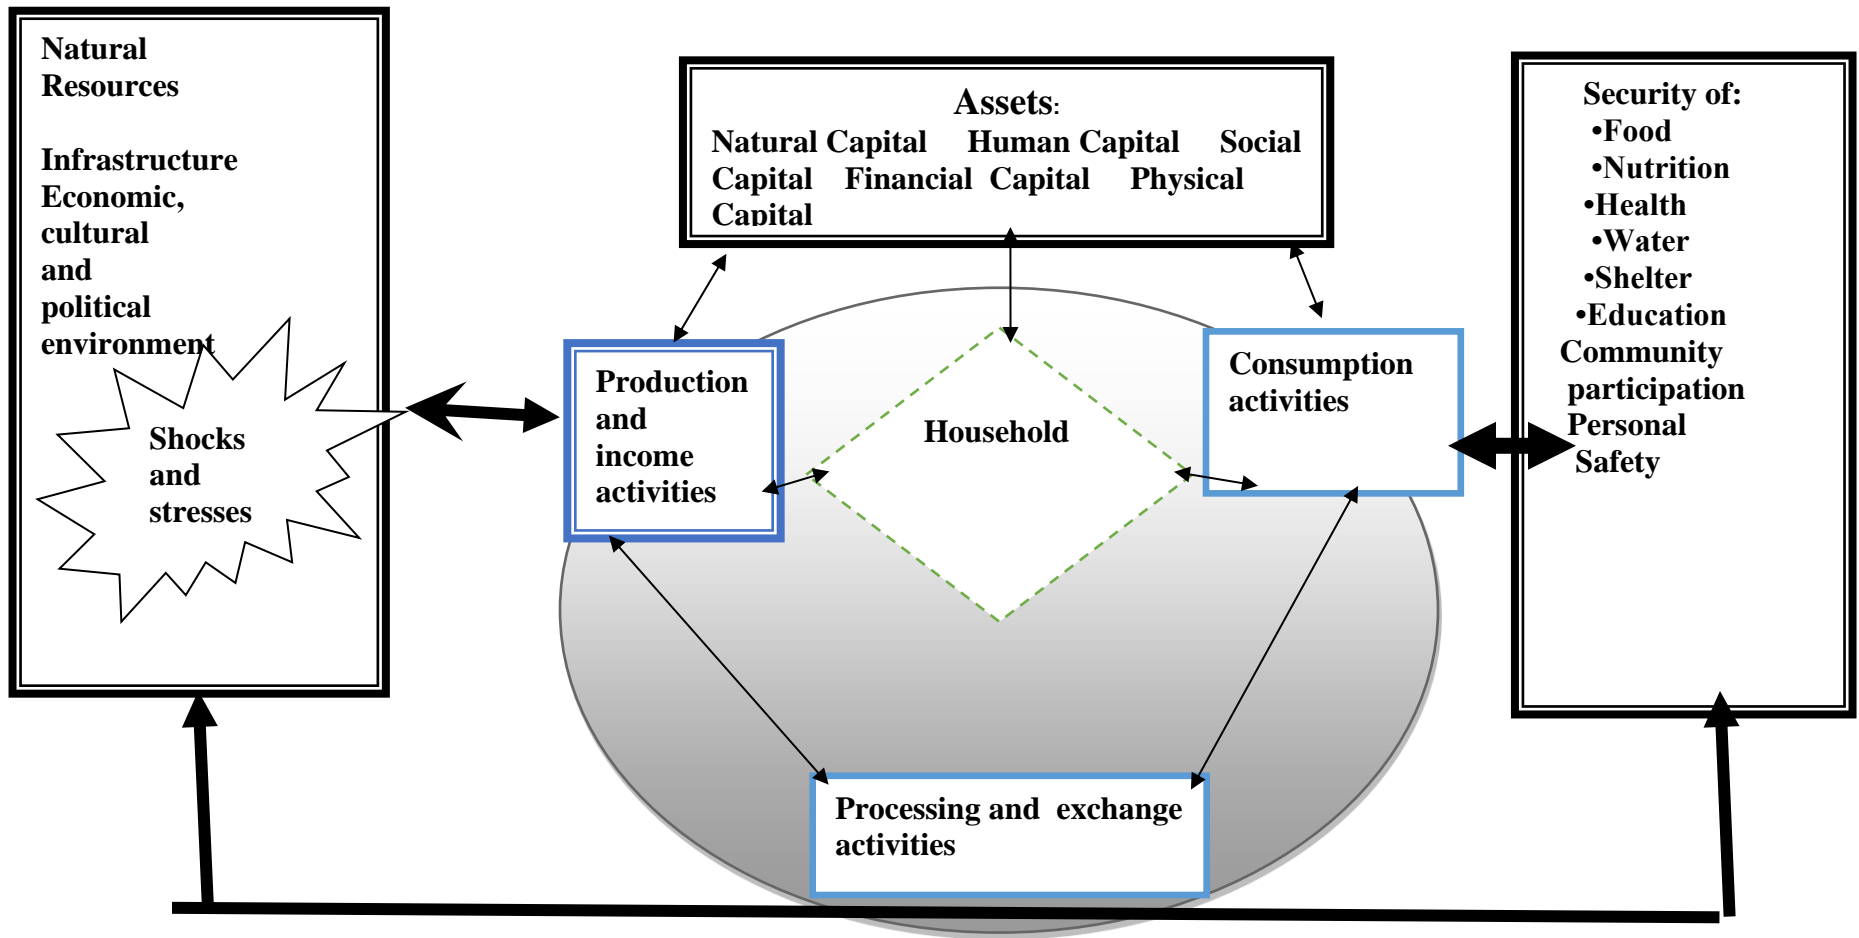 Natural
Resources
Infrastructure
Economic,
cultural
and
political
environment
Shocks
and
stresses
Assets:
Natural Capital Human Capital Social
Capital Financial Capital Physical
Capital
Production
and
income
activities
Household
Consumption
activities
Processing and exchange
activities
Security of:
•Food
•Nutrition
•Health
•Water
•Shelter
•Education
Community
participation
Personal
Safety